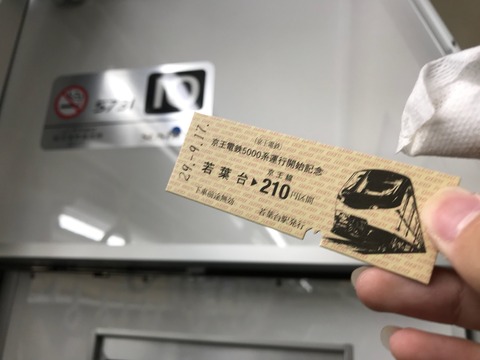 5731
10
29.-9.17.
(京王電鉄)
京王電鉄5000系運行開始記念
京王線
若葉台▶210円区間
下車前途無効
若葉台駅発行